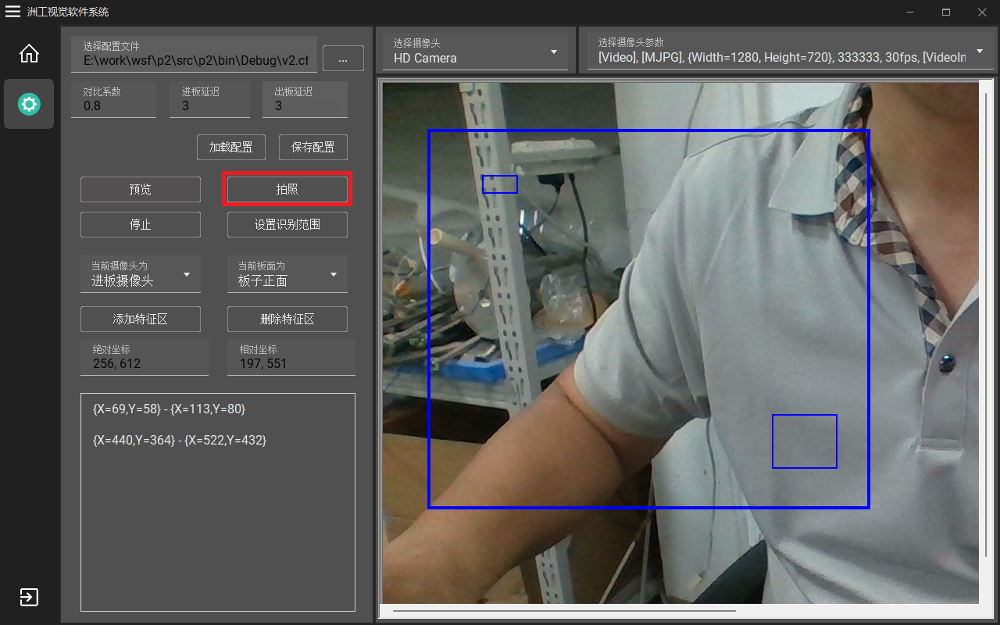 洲工视觉软件系统
选择配置文件
E:\work\wsf\p2\src\p2\bin\Debug\v2.cf
...
选择摄像头
HD Camera
选择摄像头参数
[Video], [MJPG], {Width=1280, Height=720}, 333333, 30fps, [VideoIn
对比系数
0.8
进板延迟
3
出板延迟
3
加载配置
保存配置
预览
拍照
停止
设置识别范围
当前摄像头为
进板摄像头
当前板面为
板子正面
添加特征区
删除特征区
绝对坐标
256, 612
相对坐标
197, 551
{X=69,Y=58} - {X=113,Y=80}
{X=440,Y=364} - {X=522,Y=432}